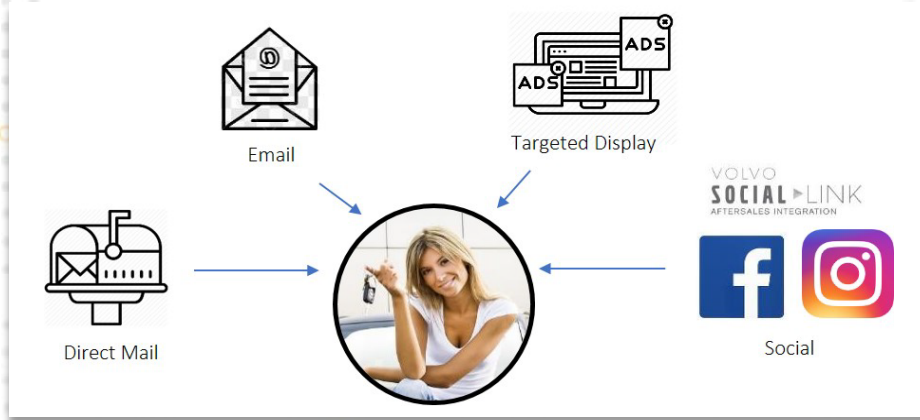 ADS
ADS
Email
Targeted Display
VOLVO
SOCIAL LINK
AFTERSALES INTEGRATION
Direct Mail
Social